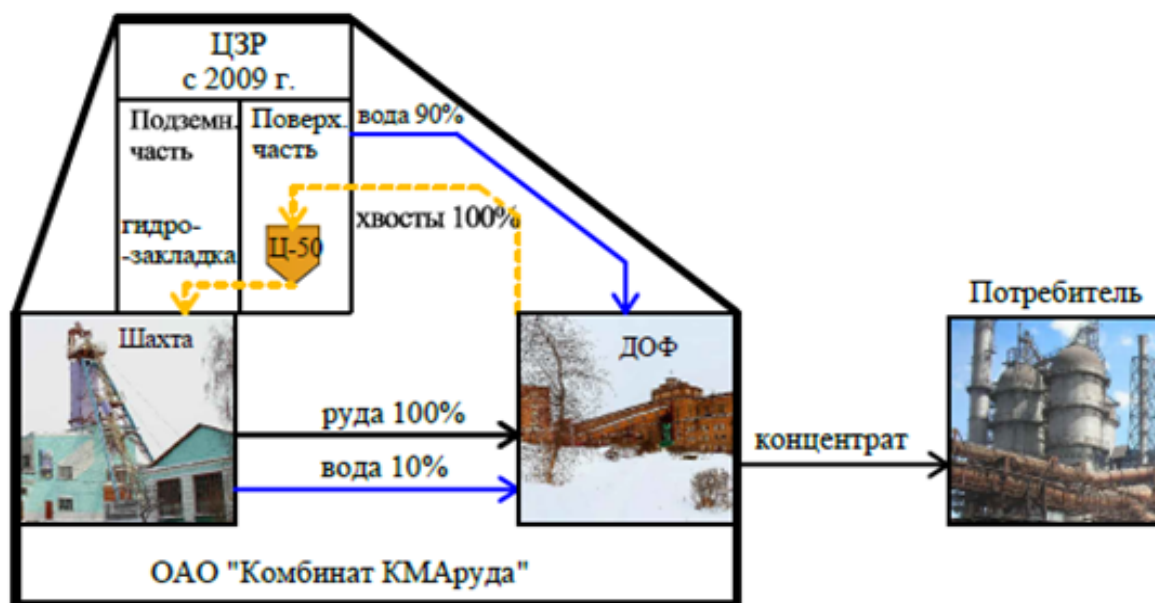 ЦЗР
с 2009 г.
Подземн.
часть
Поверх.
часть
вода 90%
гидро-
-закладка
Ц-50
хвосты 100%
Шахта
ДОФ
Потребитель
руда 100%
вода 10%
концентрат
ОАО "Комбинат КМАруда"